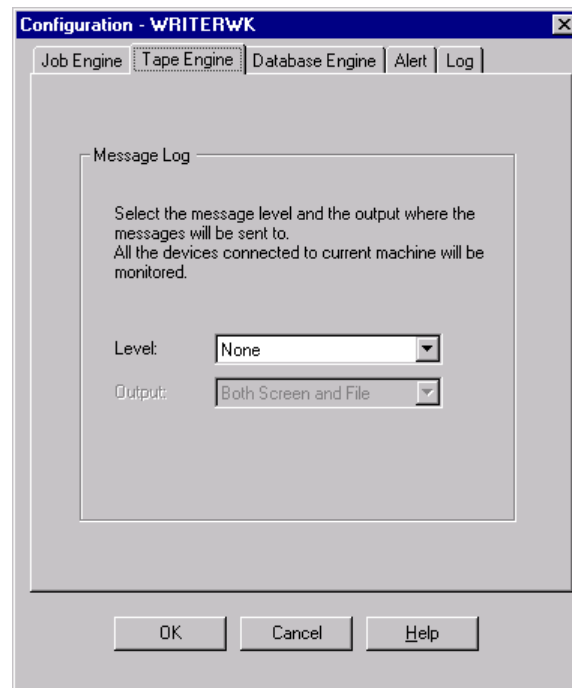 Configuration - WRITERWK
Job Engine Tape Engine Database Engine Alert Log
Message Log
Select the message level and the output where the
messages will be sent to.
All the devices connected to current machine will be
monitored.
Level: None
Output: Both Screen and File
OK Cancel Help